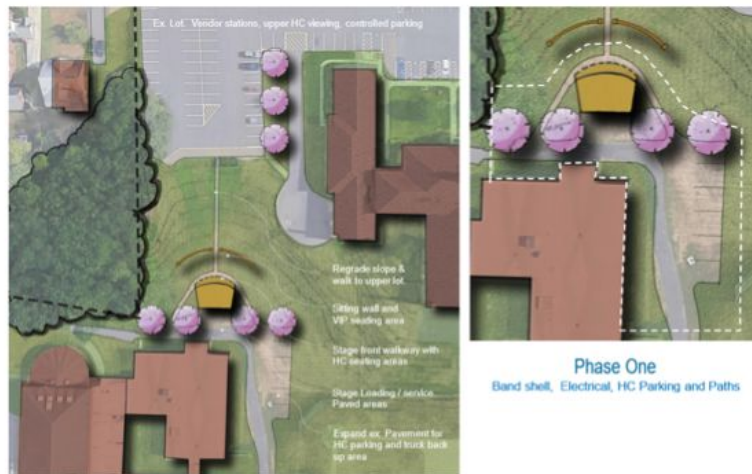 Ex. Lot. Vendor stations, upper HC viewing, controlled parking
Regrade slope &
walk to upper lot.
Sitting wall and
VIP seating area
Stage front walkway with
HC seating areas
Stage Loading / service
Paved areas
Expand ex. Pavement for
HC parking and truck back
up area
Phase One
Band shell, Electrical, HC Parking and Paths